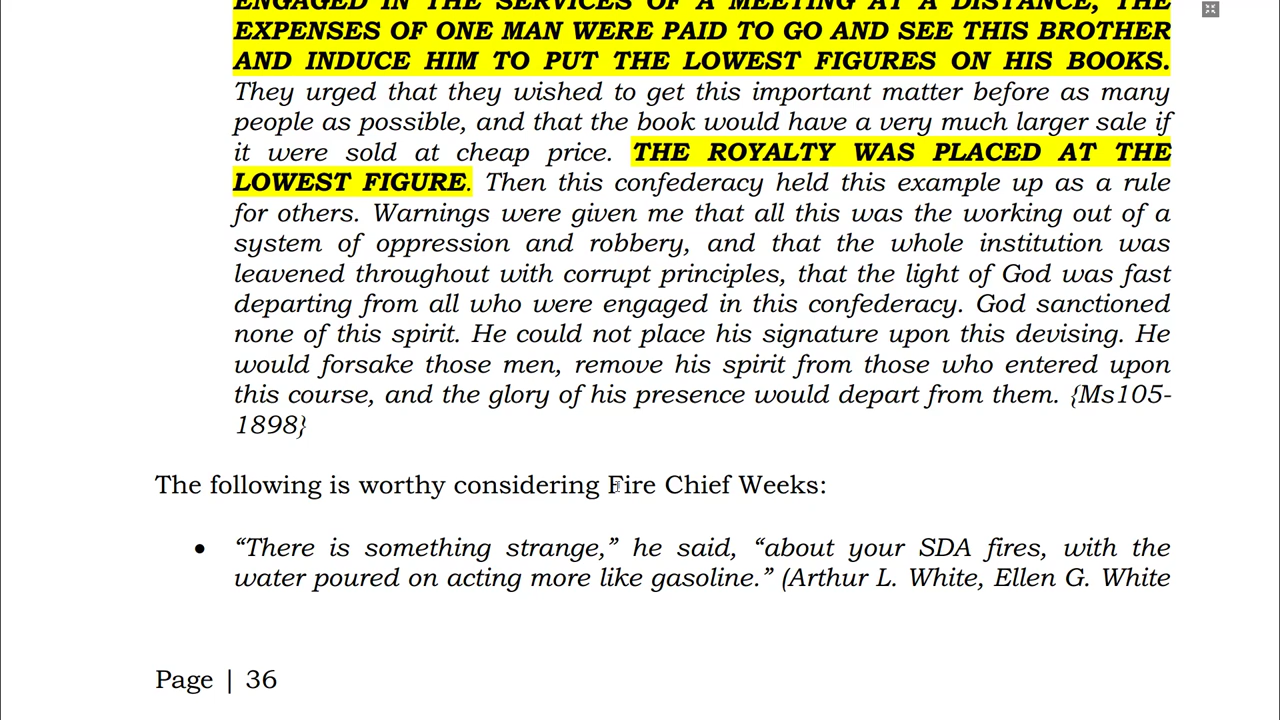 ENGAGED IN THE SERVICES OF A MEETING AT A DISTANCE, THE
EXPENSES OF ONE MAN WERE PAID TO GO AND SEE THIS BROTHER
AND INDUCE HIM TO PUT THE LOWEST FIGURES ON HIS BOOKS.
They urged that they wished to get this important matter before as many
people as possible, and that the book would have a very much larger sale if
it were sold at cheap price. THE ROYALTY WAS PLACED AT THE
LOWEST FIGURE. Then this confederacy held this example up as a rule
for others. Warnings were given me that all this was the working out of a
system of oppression and robbery, and that the whole institution was
leavened throughout with corrupt principles, that the light of God was fast
departing from all who were engaged in this confederacy. God sanctioned
none of this spirit. He could not place his signature upon this devising. He
would forsake those men, remove his spirit from those who entered upon
this course, and the glory of his presence would depart from them. {Ms105-
1898}
The following is worthy considering Fire Chief Weeks:
• “There is something strange,” he said, “about your SDA fires, with the
water poured on acting more like gasoline.” (Arthur L. White, Ellen G. White
Page | 36